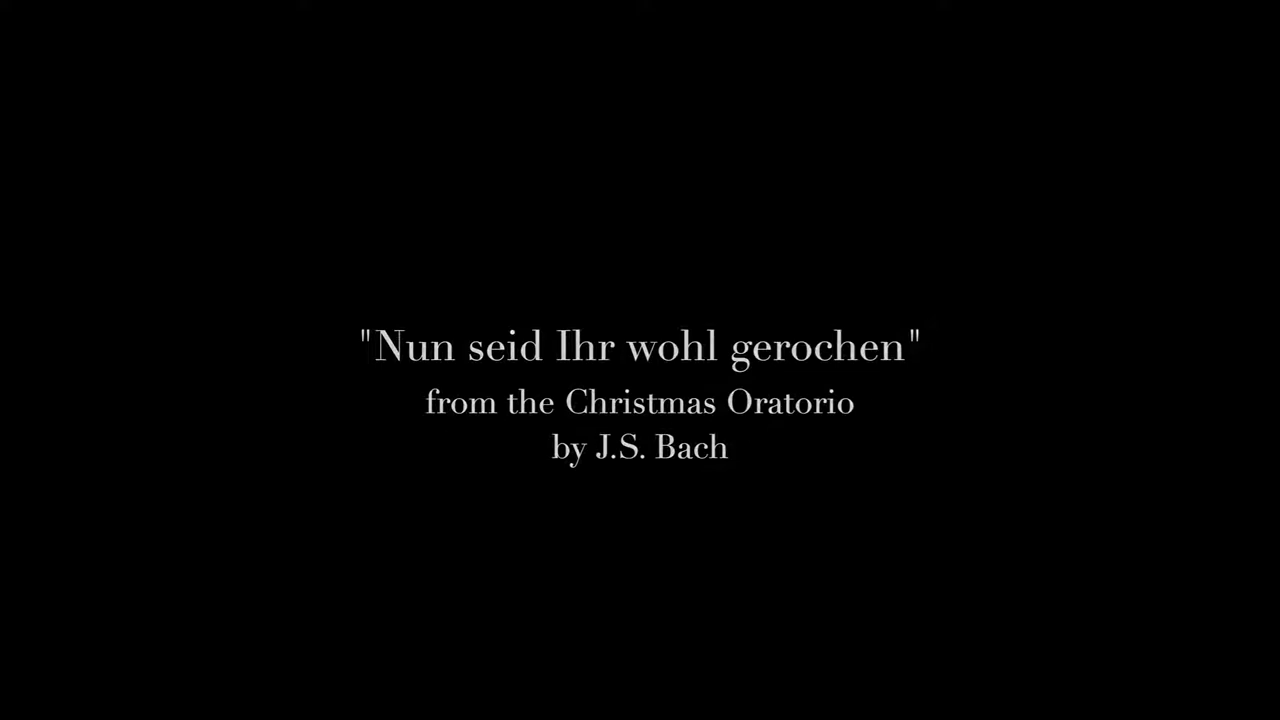 "Nun seid Ihr wohl gerochen"
from the Christmas Oratorio
by J.S. Bach